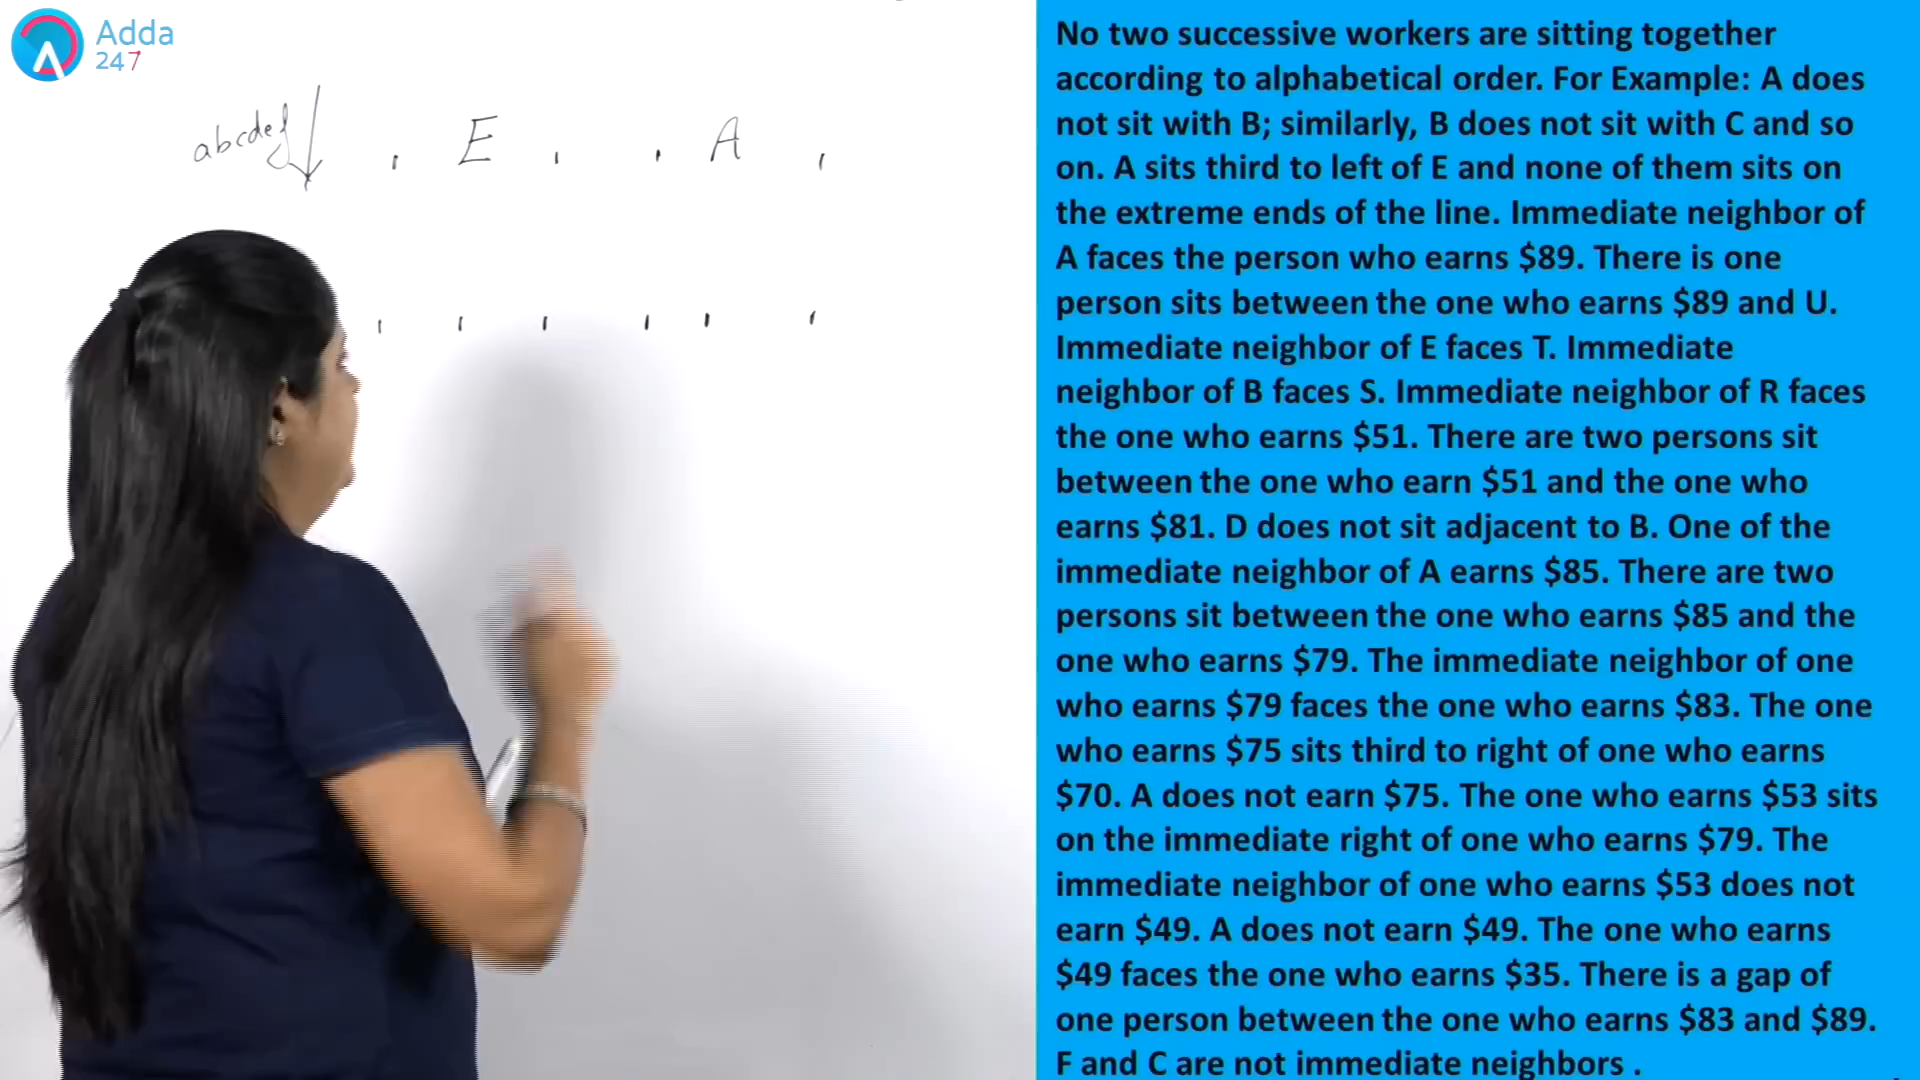 Adda
247
abcdef
E A
No two successive workers are sitting together
according to alphabetical order. For Example: A does
not sit with B; similarly, B does not sit with C and so
on. A sits third to left of E and none of them sits on
the extreme ends of the line. Immediate neighbor of
A faces the person who earns $89. There is one
person sits between the one who earns $89 and U.
Immediate neighbor of E faces T. Immediate
neighbor of B faces S. Immediate neighbor of R faces
the one who earns $51. There are two persons sit
between the one who earn $51 and the one who
earns $81. D does not sit adjacent to B. One of the
immediate neighbor of A earns $85. There are two
persons sit between the one who earns $85 and the
one who earns $79. The immediate neighbor of one
who earns $79 faces the one who earns $83. The one
who earns $75 sits third to right of one who earns
$70. A does not earn $75. The one who earns $53 sits
on the immediate right of one who earns $79. The
immediate neighbor of one who earns $53 does not
earn $49. A does not earn $49. The one who earns
$49 faces the one who earns $35. There is a gap of
one person between the one who earns $83 and $89.
F and C are not immediate neighbors .